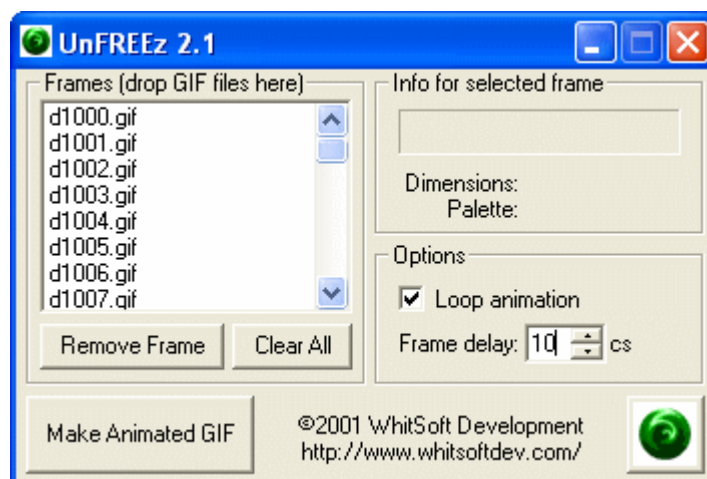 UnFREEz 2.1
Frames (drop GIF files here)
d1000.gif
d1001.gif
d1002.gif
d1003.gif
d1004.gif
d1005.gif
d1006.gif
d1007.gif
Remove Frame
Clear All
Info for selected frame
Dimensions:
Palette:
Options
Loop animation
Frame delay: 10 cs
Make Animated GIF
©2001 WhitSoft Development
http://www.whitsoftdev.com/